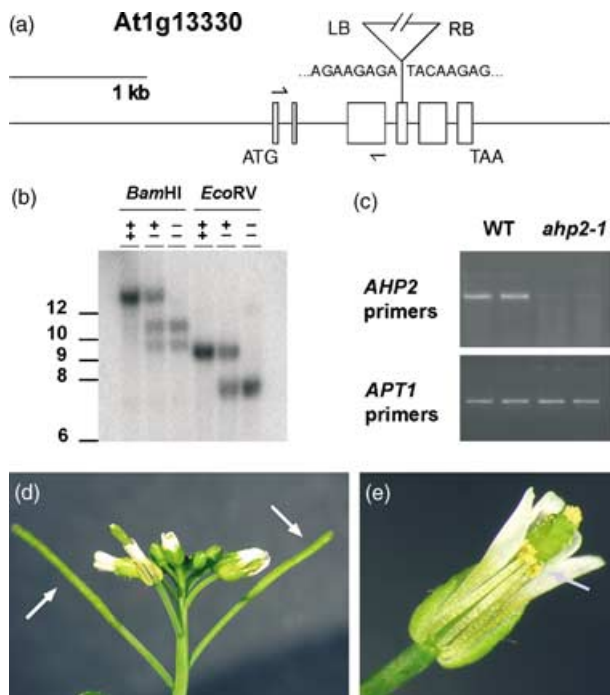 (a)
At1g13330
LB
RB
...AGAAGAGA
TACAAGAG...
1 kb
ATG
TAA
(b)
BamHI
EcoRV
+ + – + + –
+ – – + – –
12
10
9
8
6
(c)
WT
ahp2-1
AHP2
primers
APT1
primers
(d)
(e)